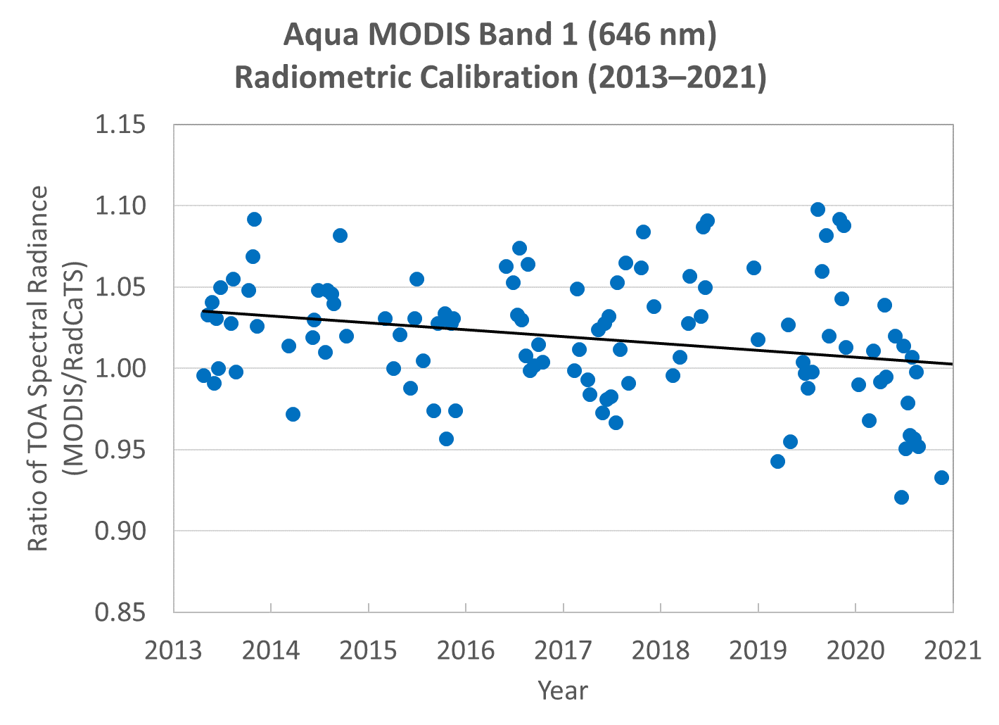 Aqua MODIS Band 1 (646 nm)
Radiometric Calibration (2013–2021)
Ratio of TOA Spectral Radiance
(MODIS/RadCaTS)
1.15
1.10
1.05
1.00
0.95
0.90
0.85
2013 2014 2015 2016 2017 2018 2019 2020 2021
Year